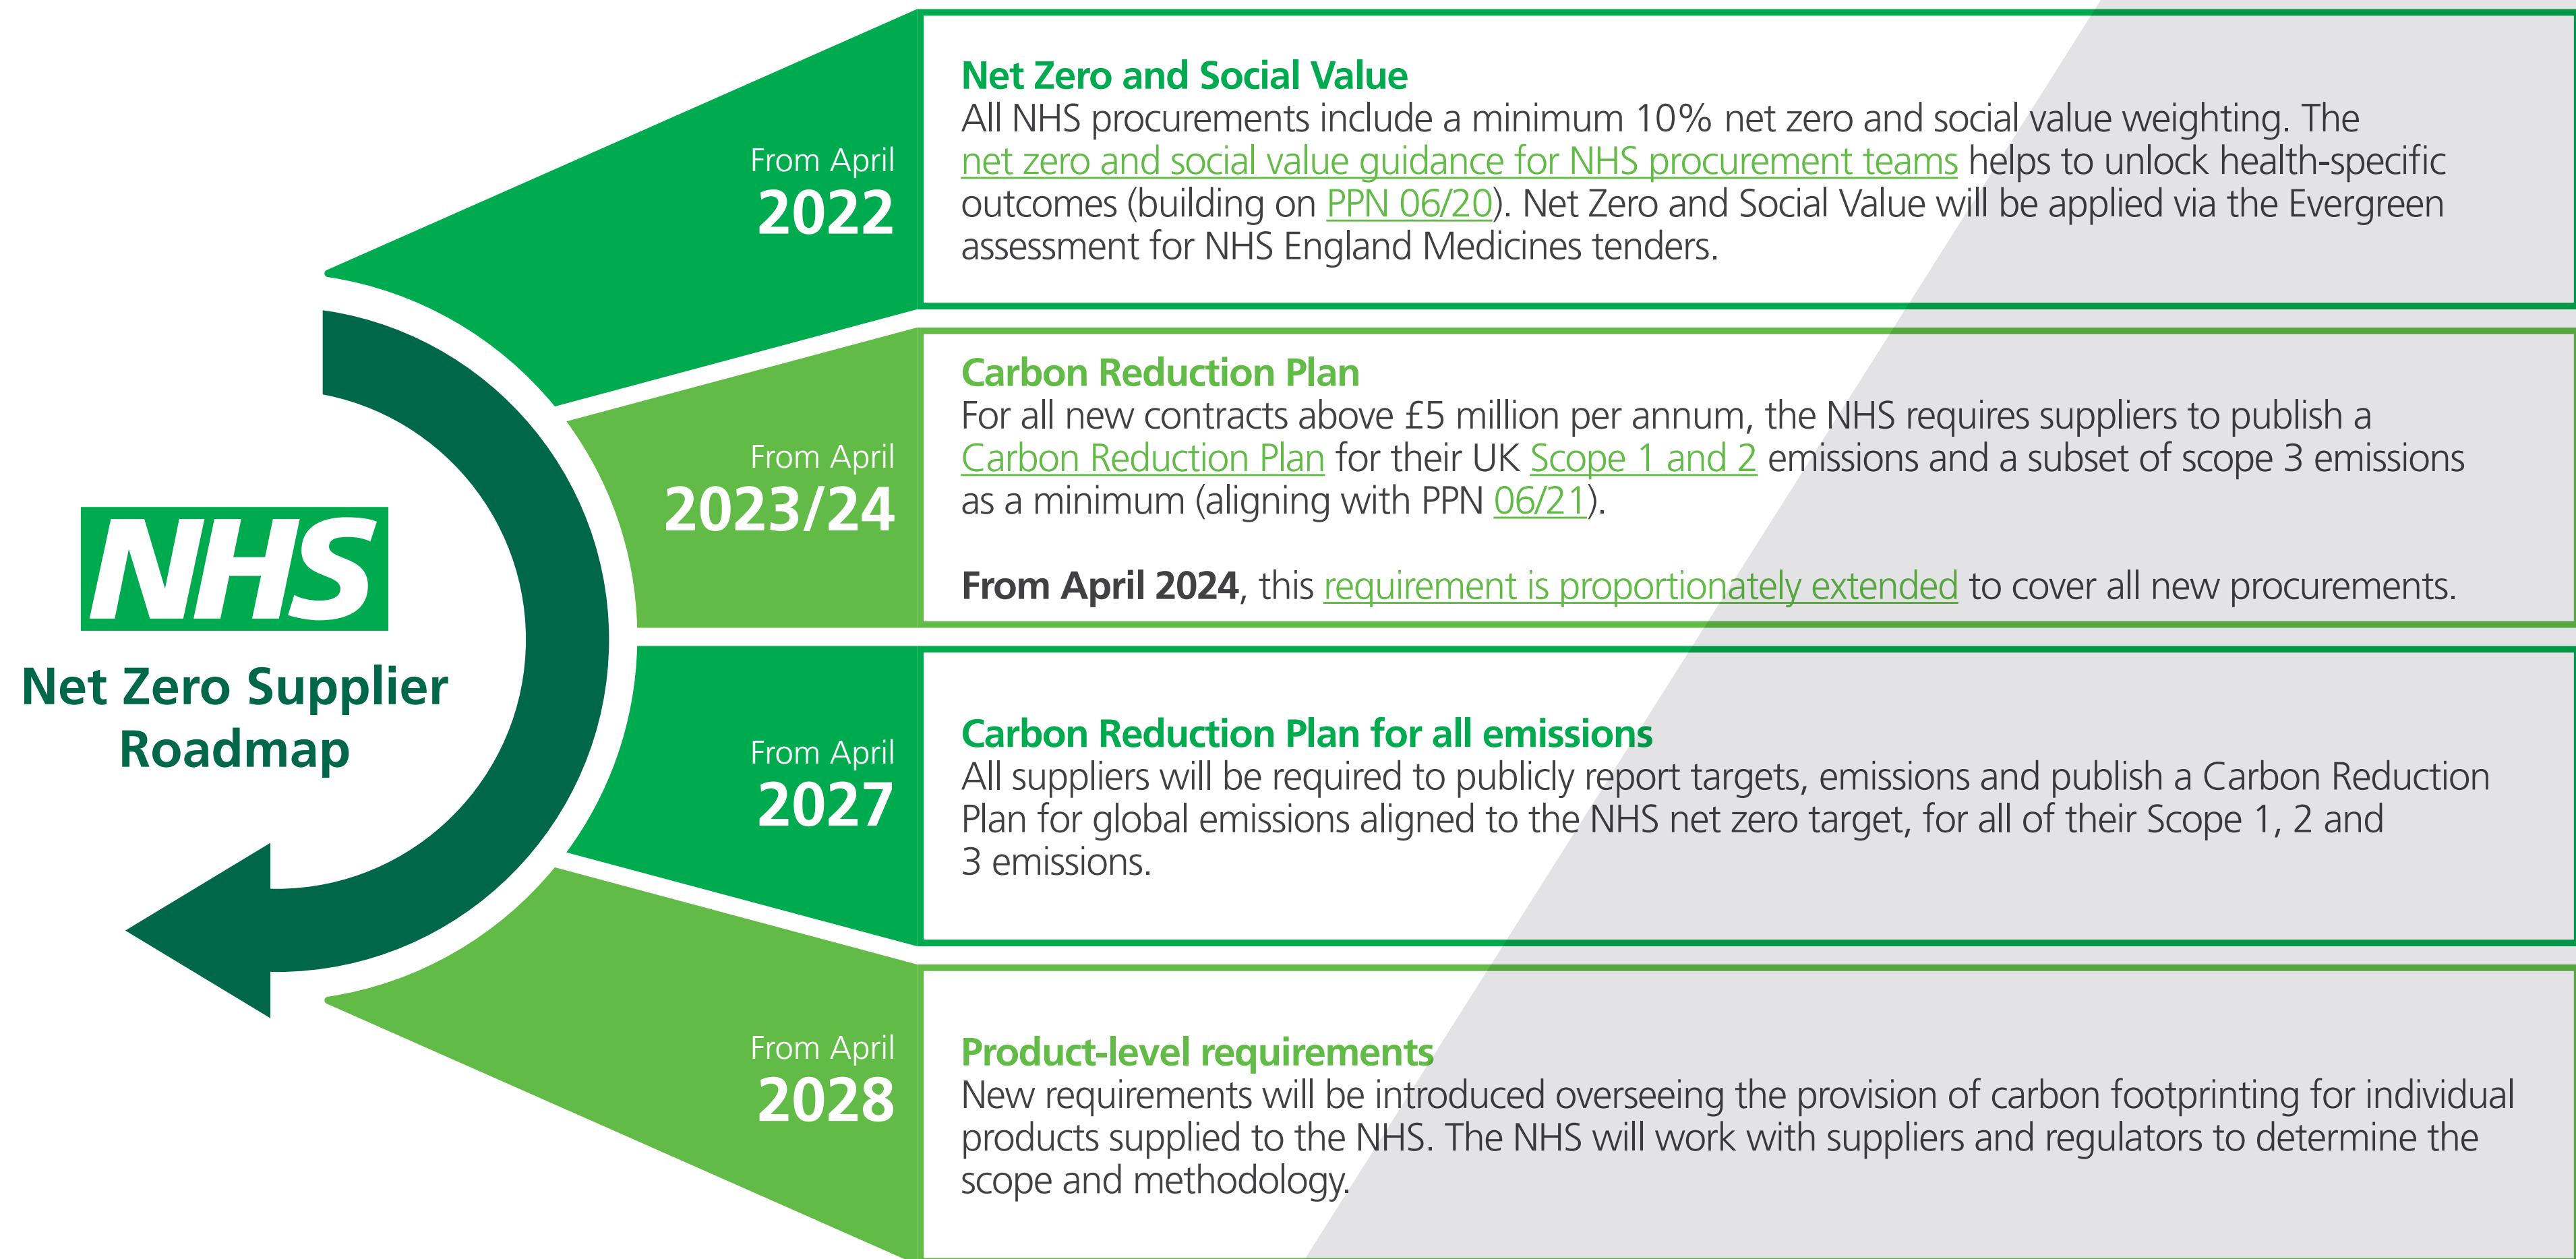 NHS
Net Zero Supplier
Roadmap
From April
2022
Net Zero and Social Value
All NHS procurements include a minimum 10% net zero and social value weighting. The
net zero and social value guidance for NHS procurement teams helps to unlock health-specific
outcomes (building on PPN 06/20). Net Zero and Social Value will be applied via the Evergreen
assessment for NHS England Medicines tenders.
From April
2023/24
Carbon Reduction Plan
For all new contracts above £5 million per annum, the NHS requires suppliers to publish a
Carbon Reduction Plan for their UK Scope 1 and 2 emissions and a subset of scope 3 emissions
as a minimum (aligning with PPN 06/21).
From April 2024, this requirement is proportionately extended to cover all new procurements.
From April
2027
Carbon Reduction Plan for all emissions
All suppliers will be required to publicly report targets, emissions and publish a Carbon Reduction
Plan for global emissions aligned to the NHS net zero target, for all of their Scope 1, 2 and
3 emissions.
From April
2028
Product-level requirements
New requirements will be introduced overseeing the provision of carbon footprinting for individual
products supplied to the NHS. The NHS will work with suppliers and regulators to determine the
scope and methodology.